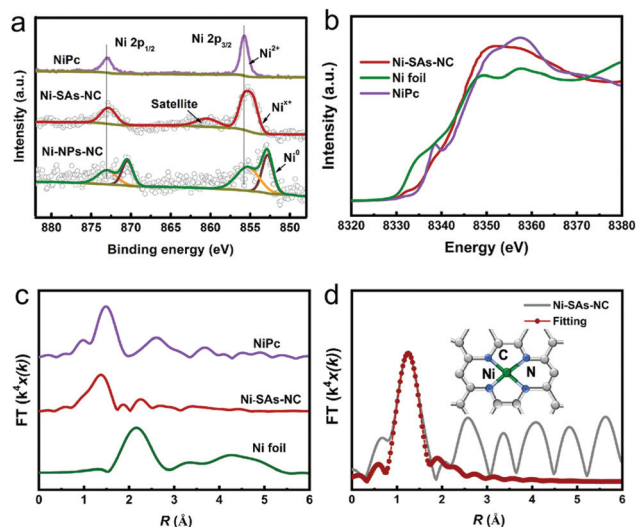 a
NiPc
Ni 2p1/2
Ni 2p3/2
Ni2+
Ni-SAs-NC
Satellite
Nix+
Ni-NPs-NC
Ni0
Intensity (a.u.)
880 875 870 865 860 855 850
Binding energy (eV)
b
Ni-SAs-NC
Ni foil
NiPc
Intensity (a.u.)
8320 8330 8340 8350 8360 8370 8380
Energy (eV)
c
NiPc
Ni-SAs-NC
Ni foil
FT (k4x(k))
0 1 2 3 4 5 6
R (Å)
d
Ni-SAs-NC
Fitting
C
Ni
N
FT (k4x(k))
0 1 2 3 4 5 6
R (Å)